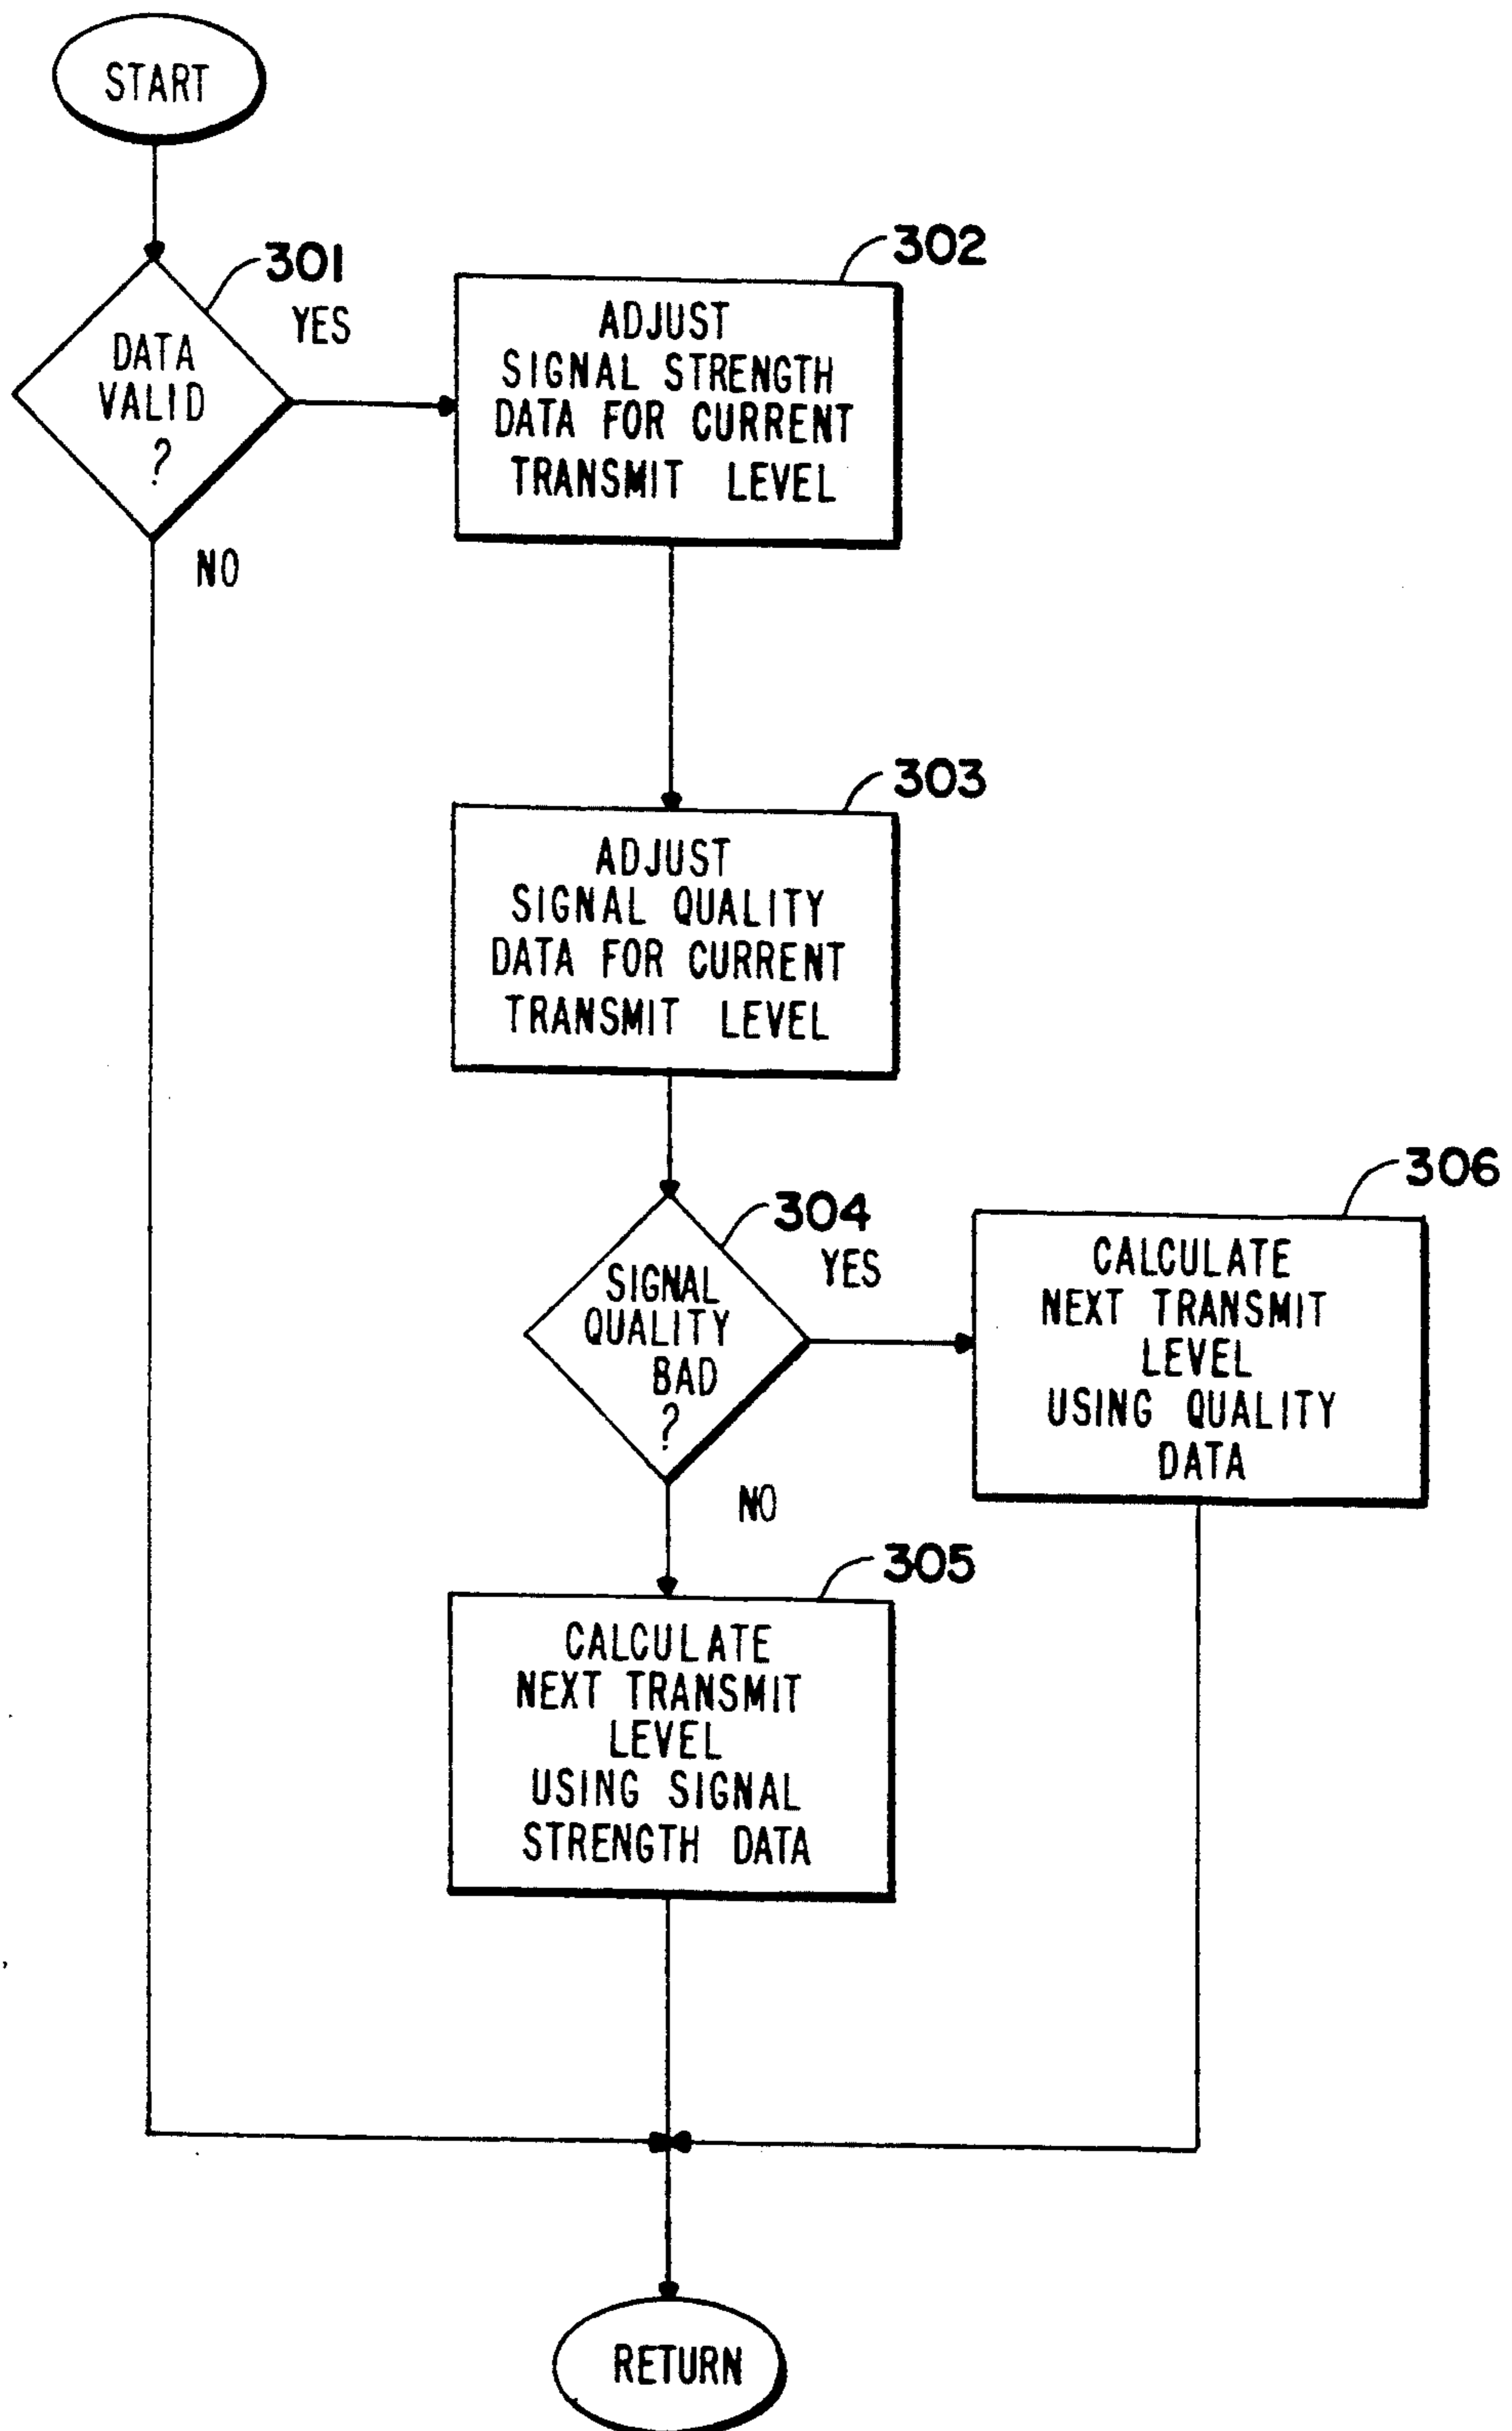 START
301
YES
DATA
VALID
?
NO
302
ADJUST
SIGNAL STRENGTH
DATA FOR CURRENT
TRANSMIT LEVEL
303
ADJUST
SIGNAL QUALITY
DATA FOR CURRENT
TRANSMIT LEVEL
304
YES
SIGNAL
QUALITY
BAD
?
NO
306
CALCULATE
NEXT TRANSMIT
LEVEL
USING QUALITY
DATA
305
CALCULATE
NEXT TRANSMIT
LEVEL
USING SIGNAL
STRENGTH DATA
RETURN